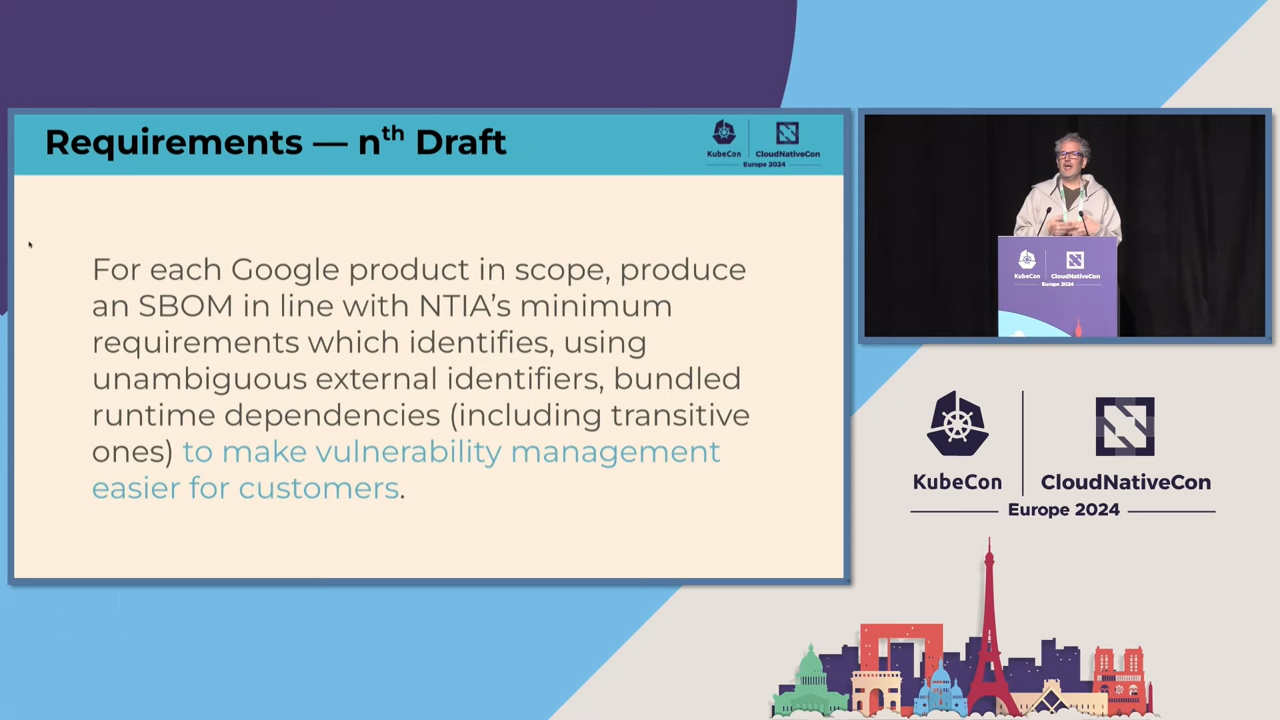 Requirements — nth Draft
KubeCon
CloudNativeCon
Europe 2024
For each Google product in scope, produce
an SBOM in line with NTIA’s minimum
requirements which identifies, using
unambiguous external identifiers, bundled
runtime dependencies (including transitive
ones) to make vulnerability management
easier for customers.
KubeCon
CloudNativeCon
Europe 2024
KubeCon
CloudNativeCon
Europe 2024